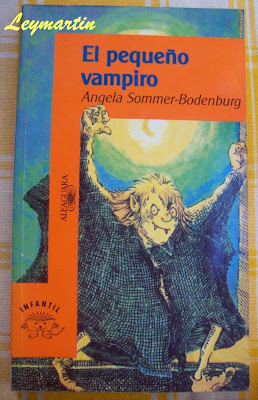 Leymartin
El pequeño
vampiro
Angela Sommer-Bodenburg
ALFAGUARA
INFANTIL